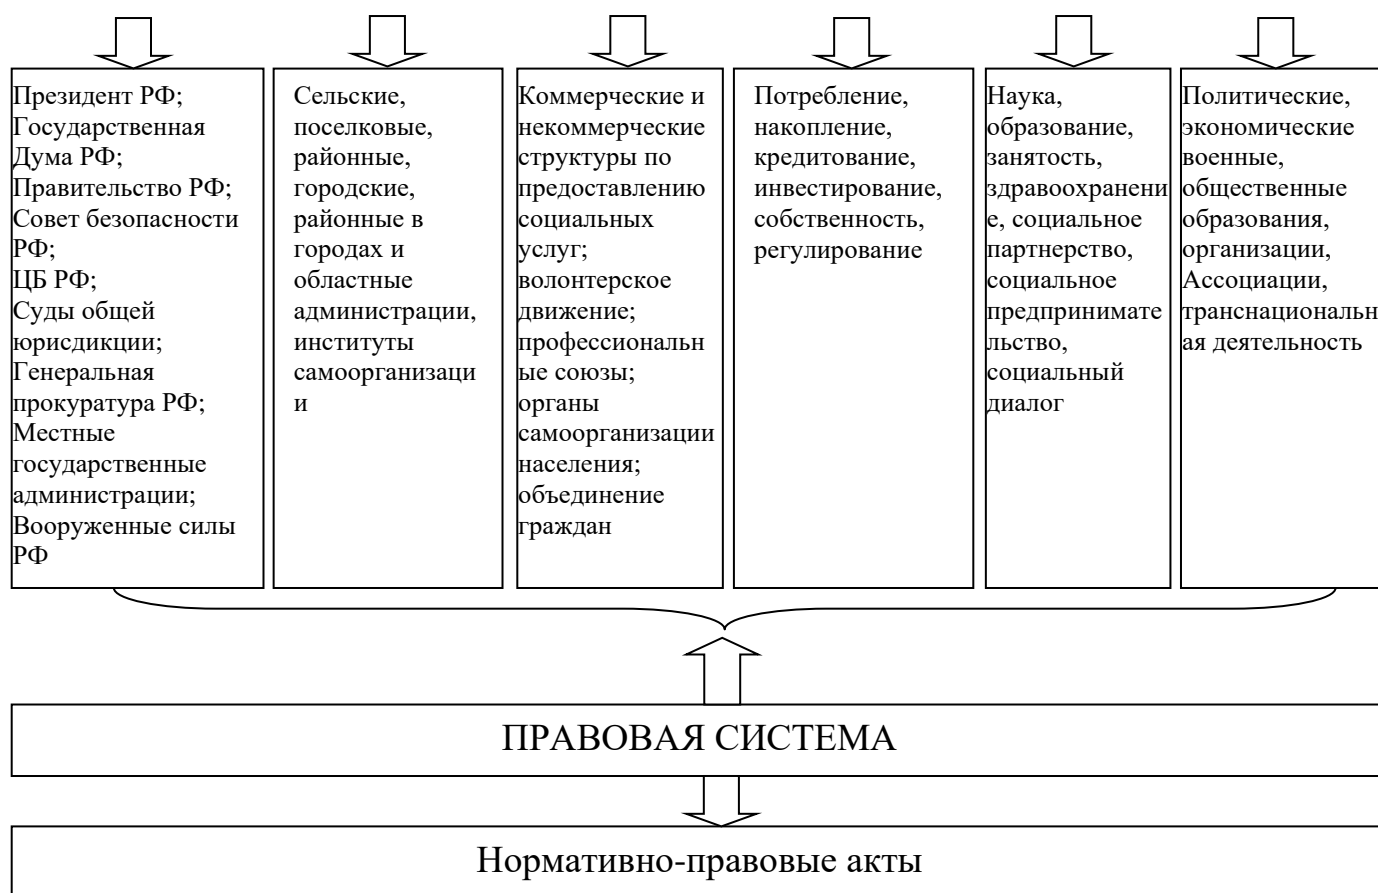 Президент РФ;
Государственная
Дума РФ;
Правительство РФ;
Совет безопасности
РФ;
ЦБ РФ;
Суды общей
юрисдикции;
Генеральная
прокуратура РФ;
Местные
государственные
администрации;
Вооруженные силы
РФ
Сельские,
поселковые,
районные,
городские,
районные в
городах и
областные
администрации,
институты
самоорганизаци
и
Коммерческие и
некоммерческие
структуры по
предоставлению
социальных
услуг;
волонтерское
движение;
профессиональн
ые союзы;
органы
самоорганизации
населения;
объединение
граждан
Потребление,
накопление,
кредитование,
инвестирование,
собственность,
регулирование
Наука,
образование,
занятость,
здравоохранени
е, социальное
партнерство,
социальное
предпринимате
льство,
социальный
диалог
Политические,
экономические
военные,
общественные
образования,
организации,
Ассоциации,
транснациональн
ая деятельность
ПРАВОВАЯ СИСТЕМА
Нормативно-правовые акты